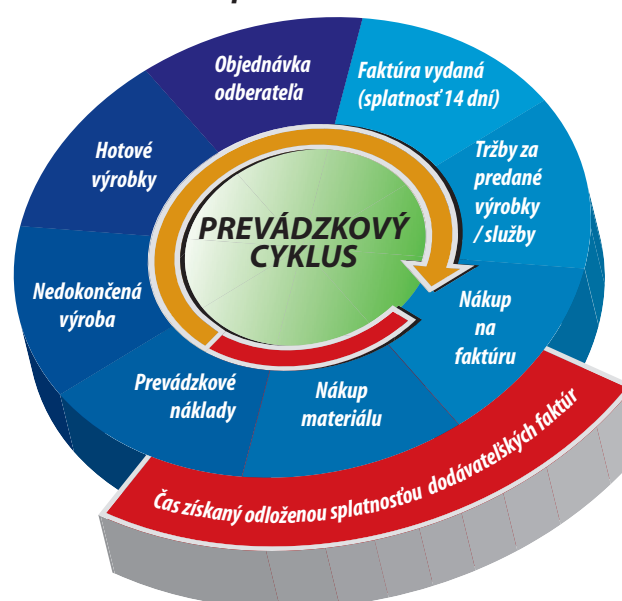 Objednávka
odberateľa
Faktúra vydaná
(splatnosť 14 dní)
Tržby za
predané
výrobky
/ služby
Nákup
na
faktúru
Nákup
materiálu
Prevádzkové
náklady
Nedokončená
výroba
Hotové
výrobky
PREVÁDZKOVÝ
CYKLUS
Čas získaný odloženou splatnosťou dodávateľských faktúr